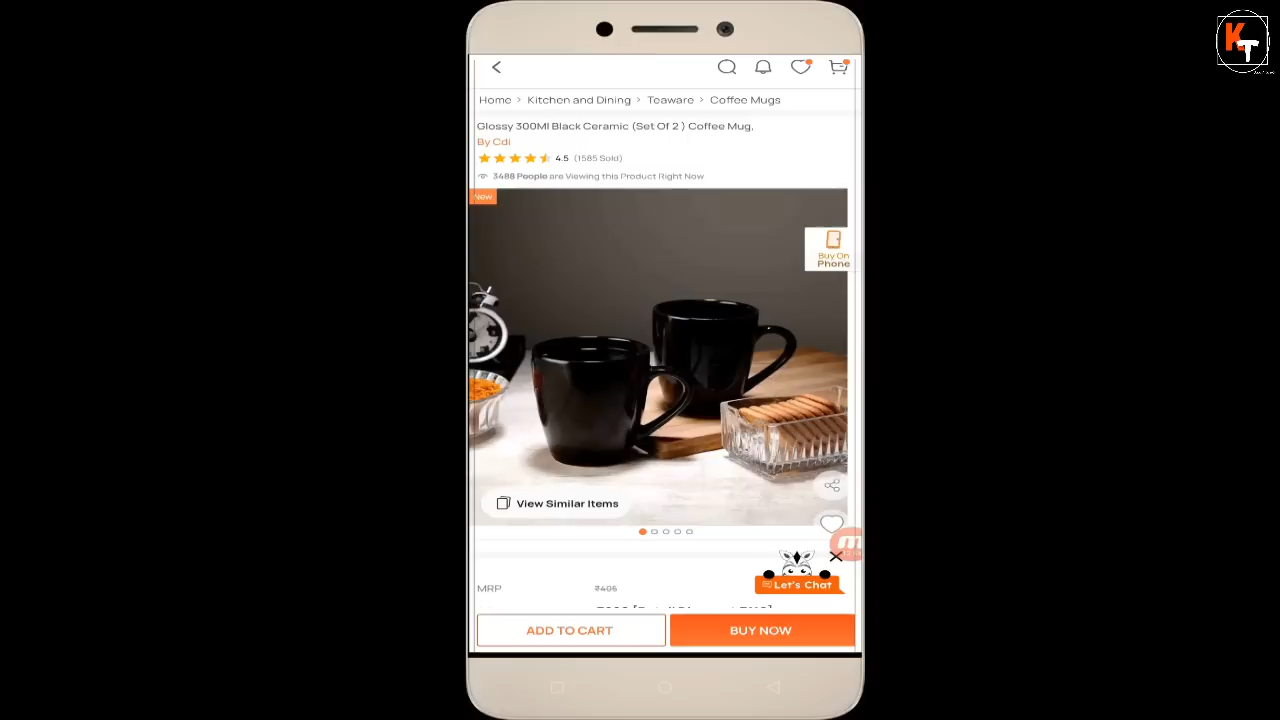 KT
Home > Kitchen and Dining > Teaware > Coffee Mugs
Glossy 300Ml Black Ceramic (Set Of 2 ) Coffee Mug,
By Cdi
4.5 (1585 Sold)
3488 People are Viewing this Product Right Now
New
Buy On
Phone
View Similar Items
Let's Chat
MRP ₹405
ADD TO CART
BUY NOW